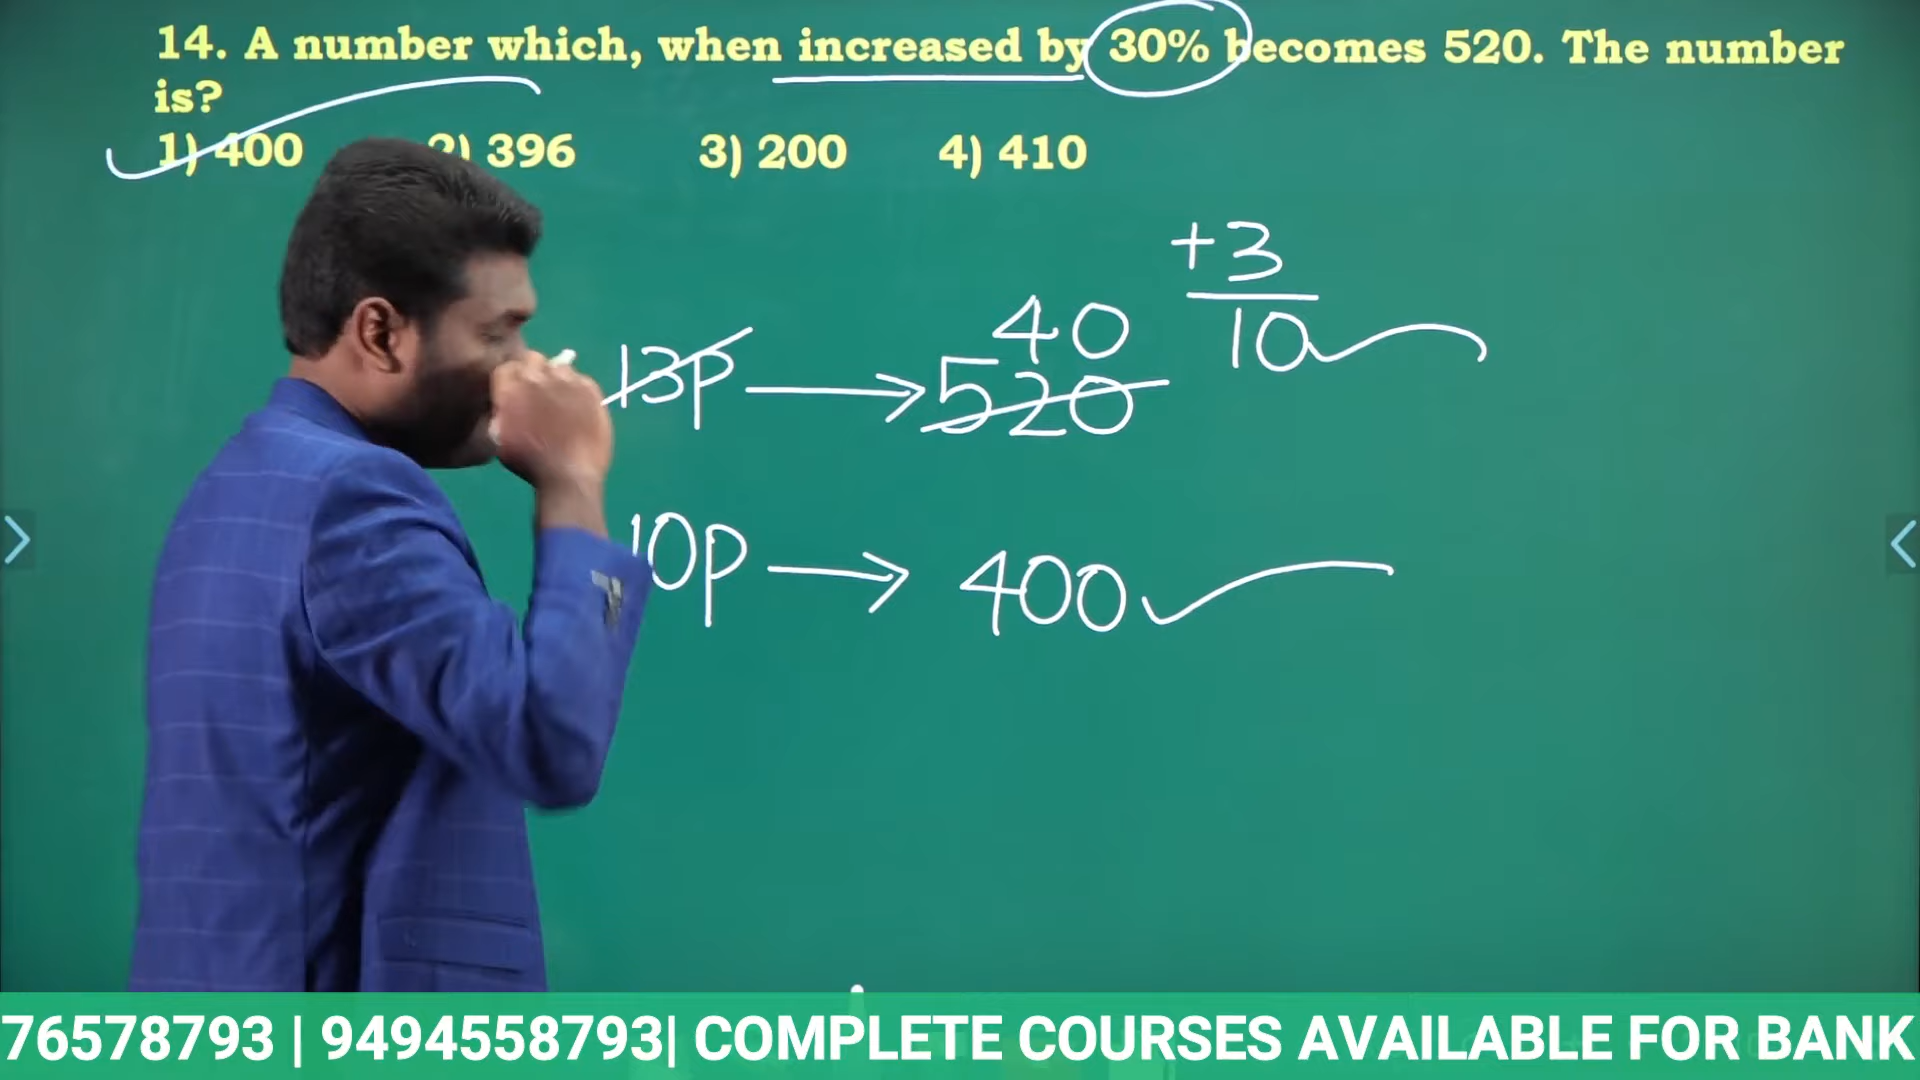 14. A number which, when increased by 30% becomes 520. The number
is?
1) 400 2) 396 3) 200 4) 410
+3
10
40
13p → 520
10p → 400
76578793 | 9494558793| COMPLETE COURSES AVAILABLE FOR BANK